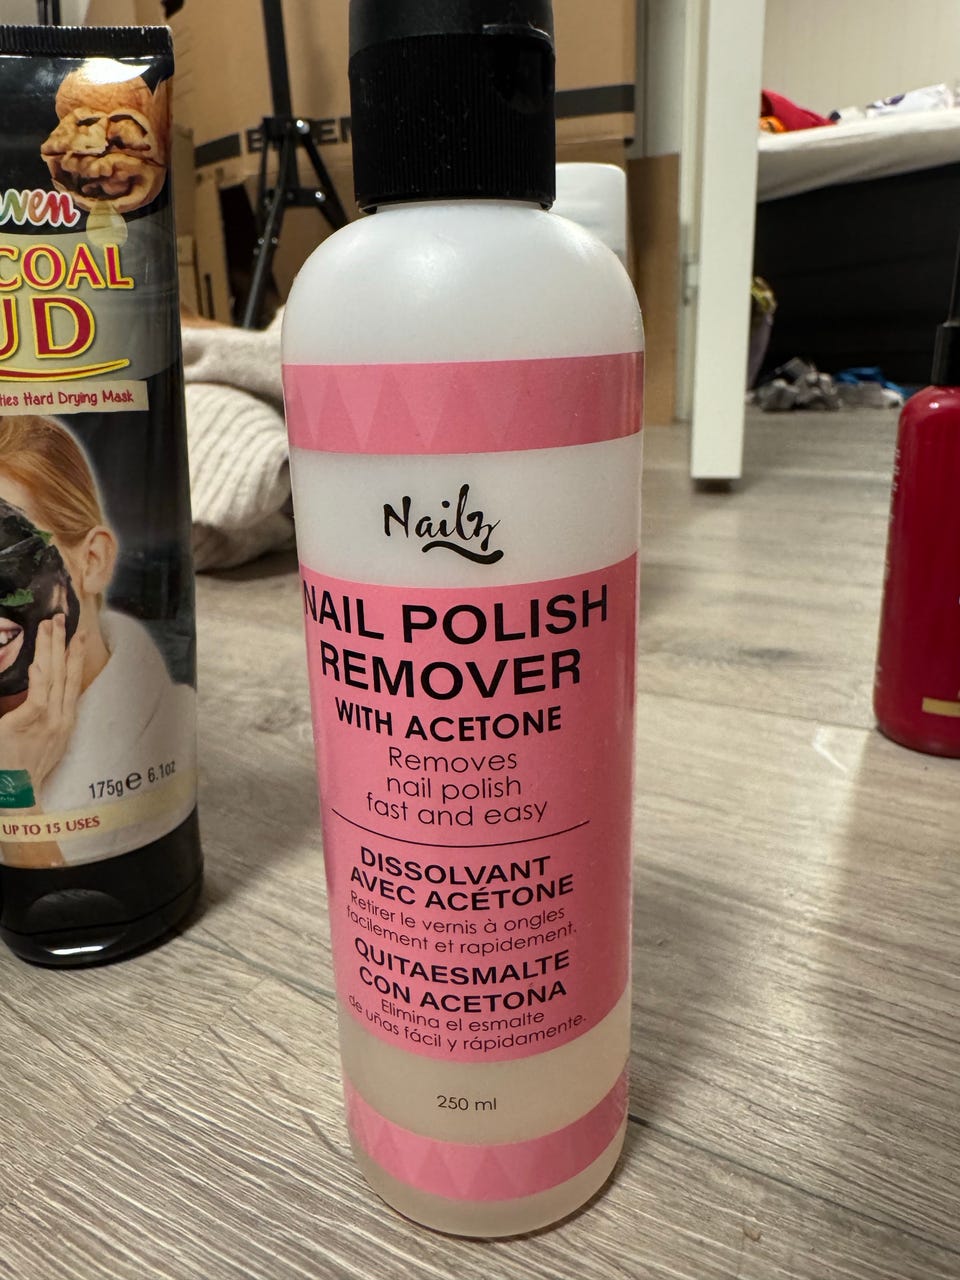 Nailz
NAIL POLISH
REMOVER
WITH ACETONE
Removes
nail polish
fast and easy
DISSOLVANT
AVEC ACÉTONE
Retirer le vernis à ongles
facilement et rapidement.
QUITAESMALTE
CON ACETONA
Elimina el esmalte
de uñas fácil y rápidamente.
250 ml
COAL
UD
Hard Drying Mask
175g e 6.1oz
UP TO 15 USES